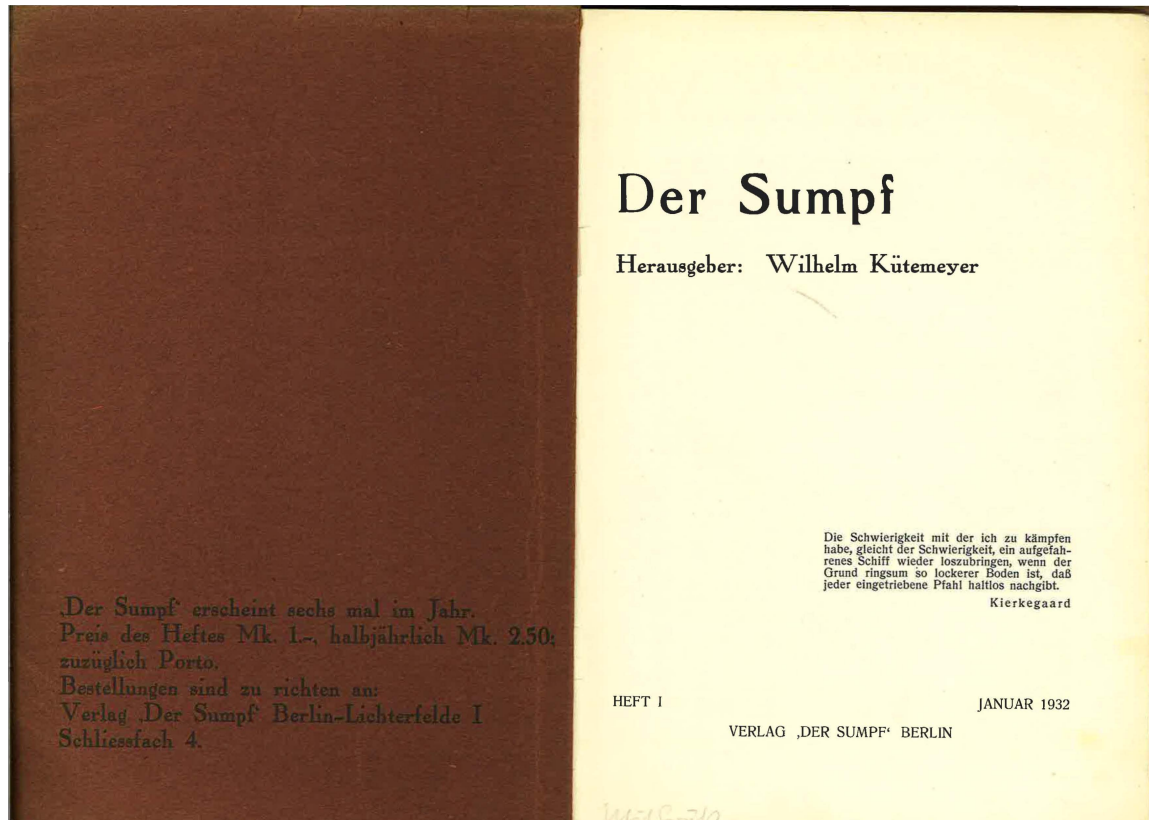 ‚Der Sumpf‘ erscheint sechs mal im Jahr.
Preis des Heftes Mk. 1.-, halbjährlich Mk. 2.50;
zuzüglich Porto.
Bestellungen sind zu richten an:
Verlag ‚Der Sumpf‘ Berlin-Lichterfelde I
Schliessfach 4.
Der Sumpf
Herausgeber: Wilhelm Kütemeyer
Die Schwierigkeit mit der ich zu kämpfen
habe, gleicht der Schwierigkeit, ein aufgefah-
renes Schiff wieder loszubringen, wenn der
Grund ringsum so lockerer Boden ist, daß
jeder eingetriebene Pfahl haltlos nachgibt.
Kierkegaard
HEFT I JANUAR 1932
VERLAG ‚DER SUMPF‘ BERLIN